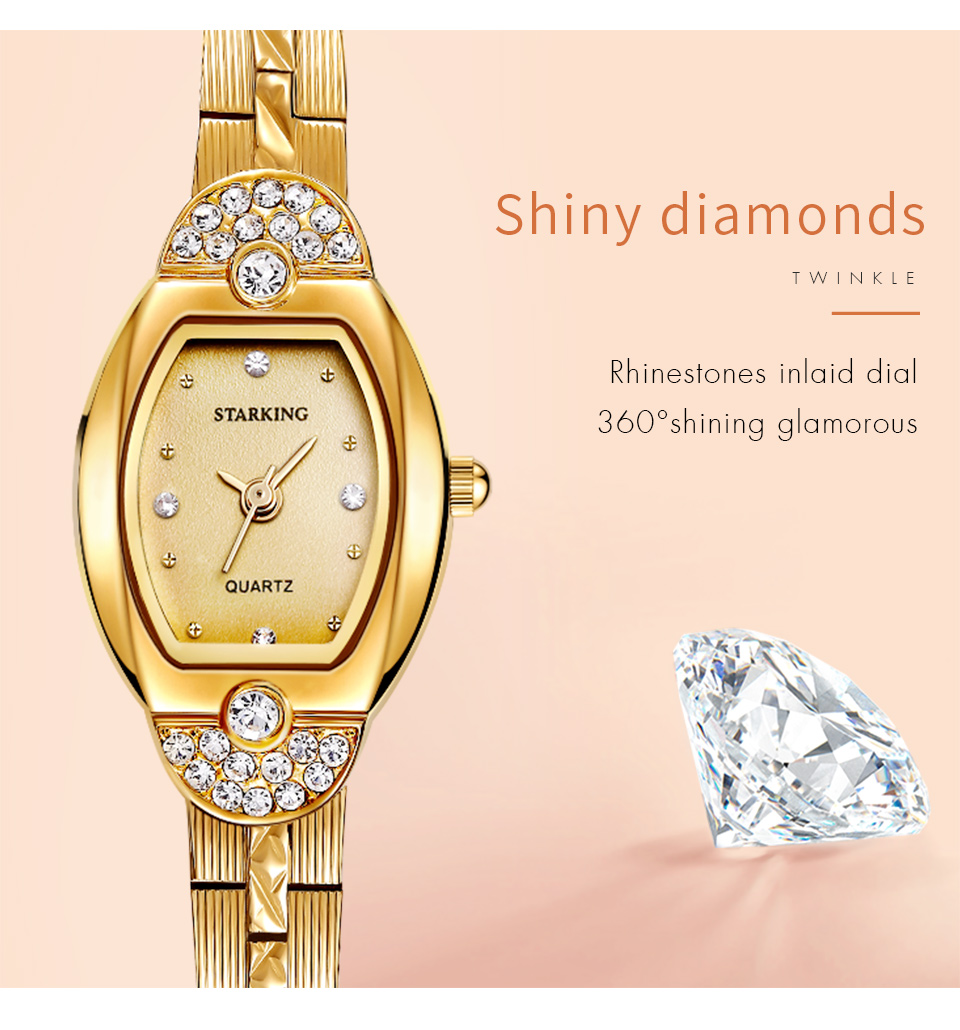 Shiny diamonds
TWINKLE
Rhinestones inlaid dial
360°shining glamorous
STARKING
QUARTZ